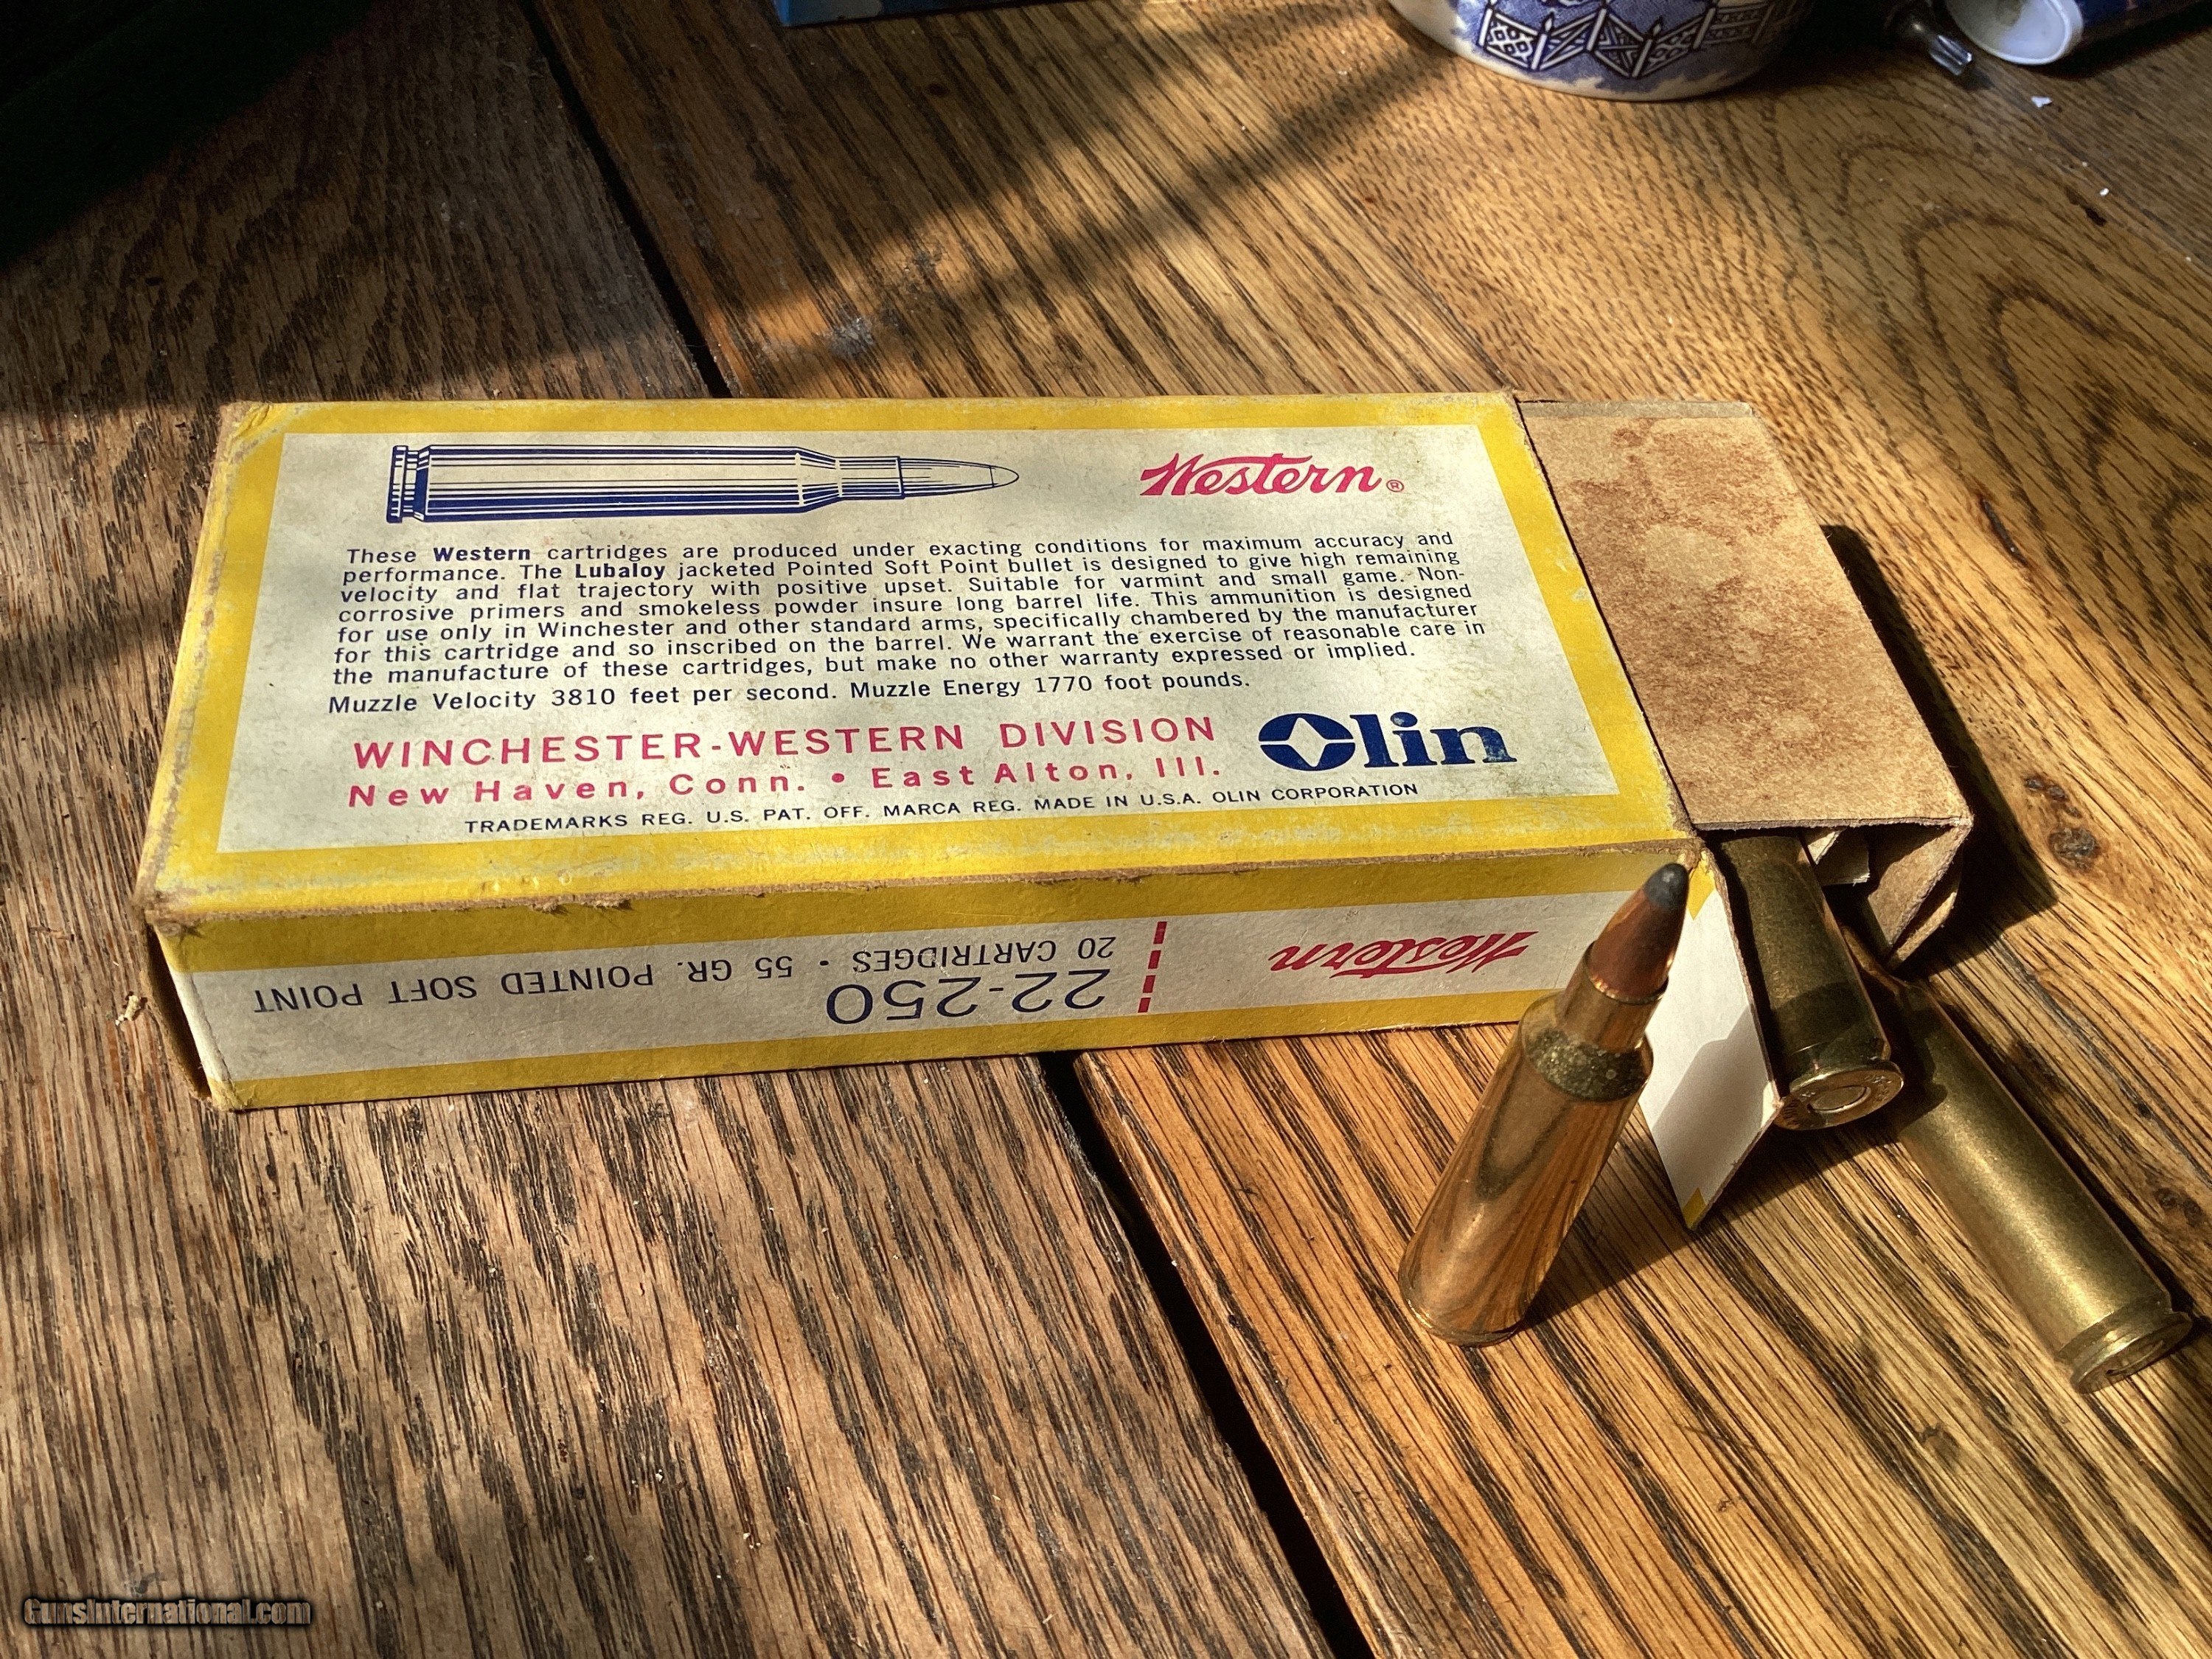 Western®
These Western cartridges are produced under exacting conditions for maximum accuracy and
performance. The Lubaloy jacketed Pointed Soft Point bullet is designed to give high remaining
velocity and flat trajectory with positive upset. Suitable for varmint and small game. Non-
corrosive primers and smokeless powder insure long barrel life. This ammunition is designed
for use only in Winchester and other standard arms, specifically chambered by the manufacturer
for this cartridge and so inscribed on the barrel. We warrant the exercise of reasonable care in
the manufacture of these cartridges, but make no other warranty expressed or implied.
Muzzle Velocity 3810 feet per second. Muzzle Energy 1770 foot pounds.
WINCHESTER-WESTERN DIVISION
New Haven, Conn. • East Alton, Ill.
Olin
TRADEMARKS REG. U.S. PAT. OFF. MARCA REG. MADE IN U.S.A. OLIN CORPORATION
Western
22-250
20 CARTRIDGES • 55 GR. POINTED SOFT POINT
GunsInternational.com